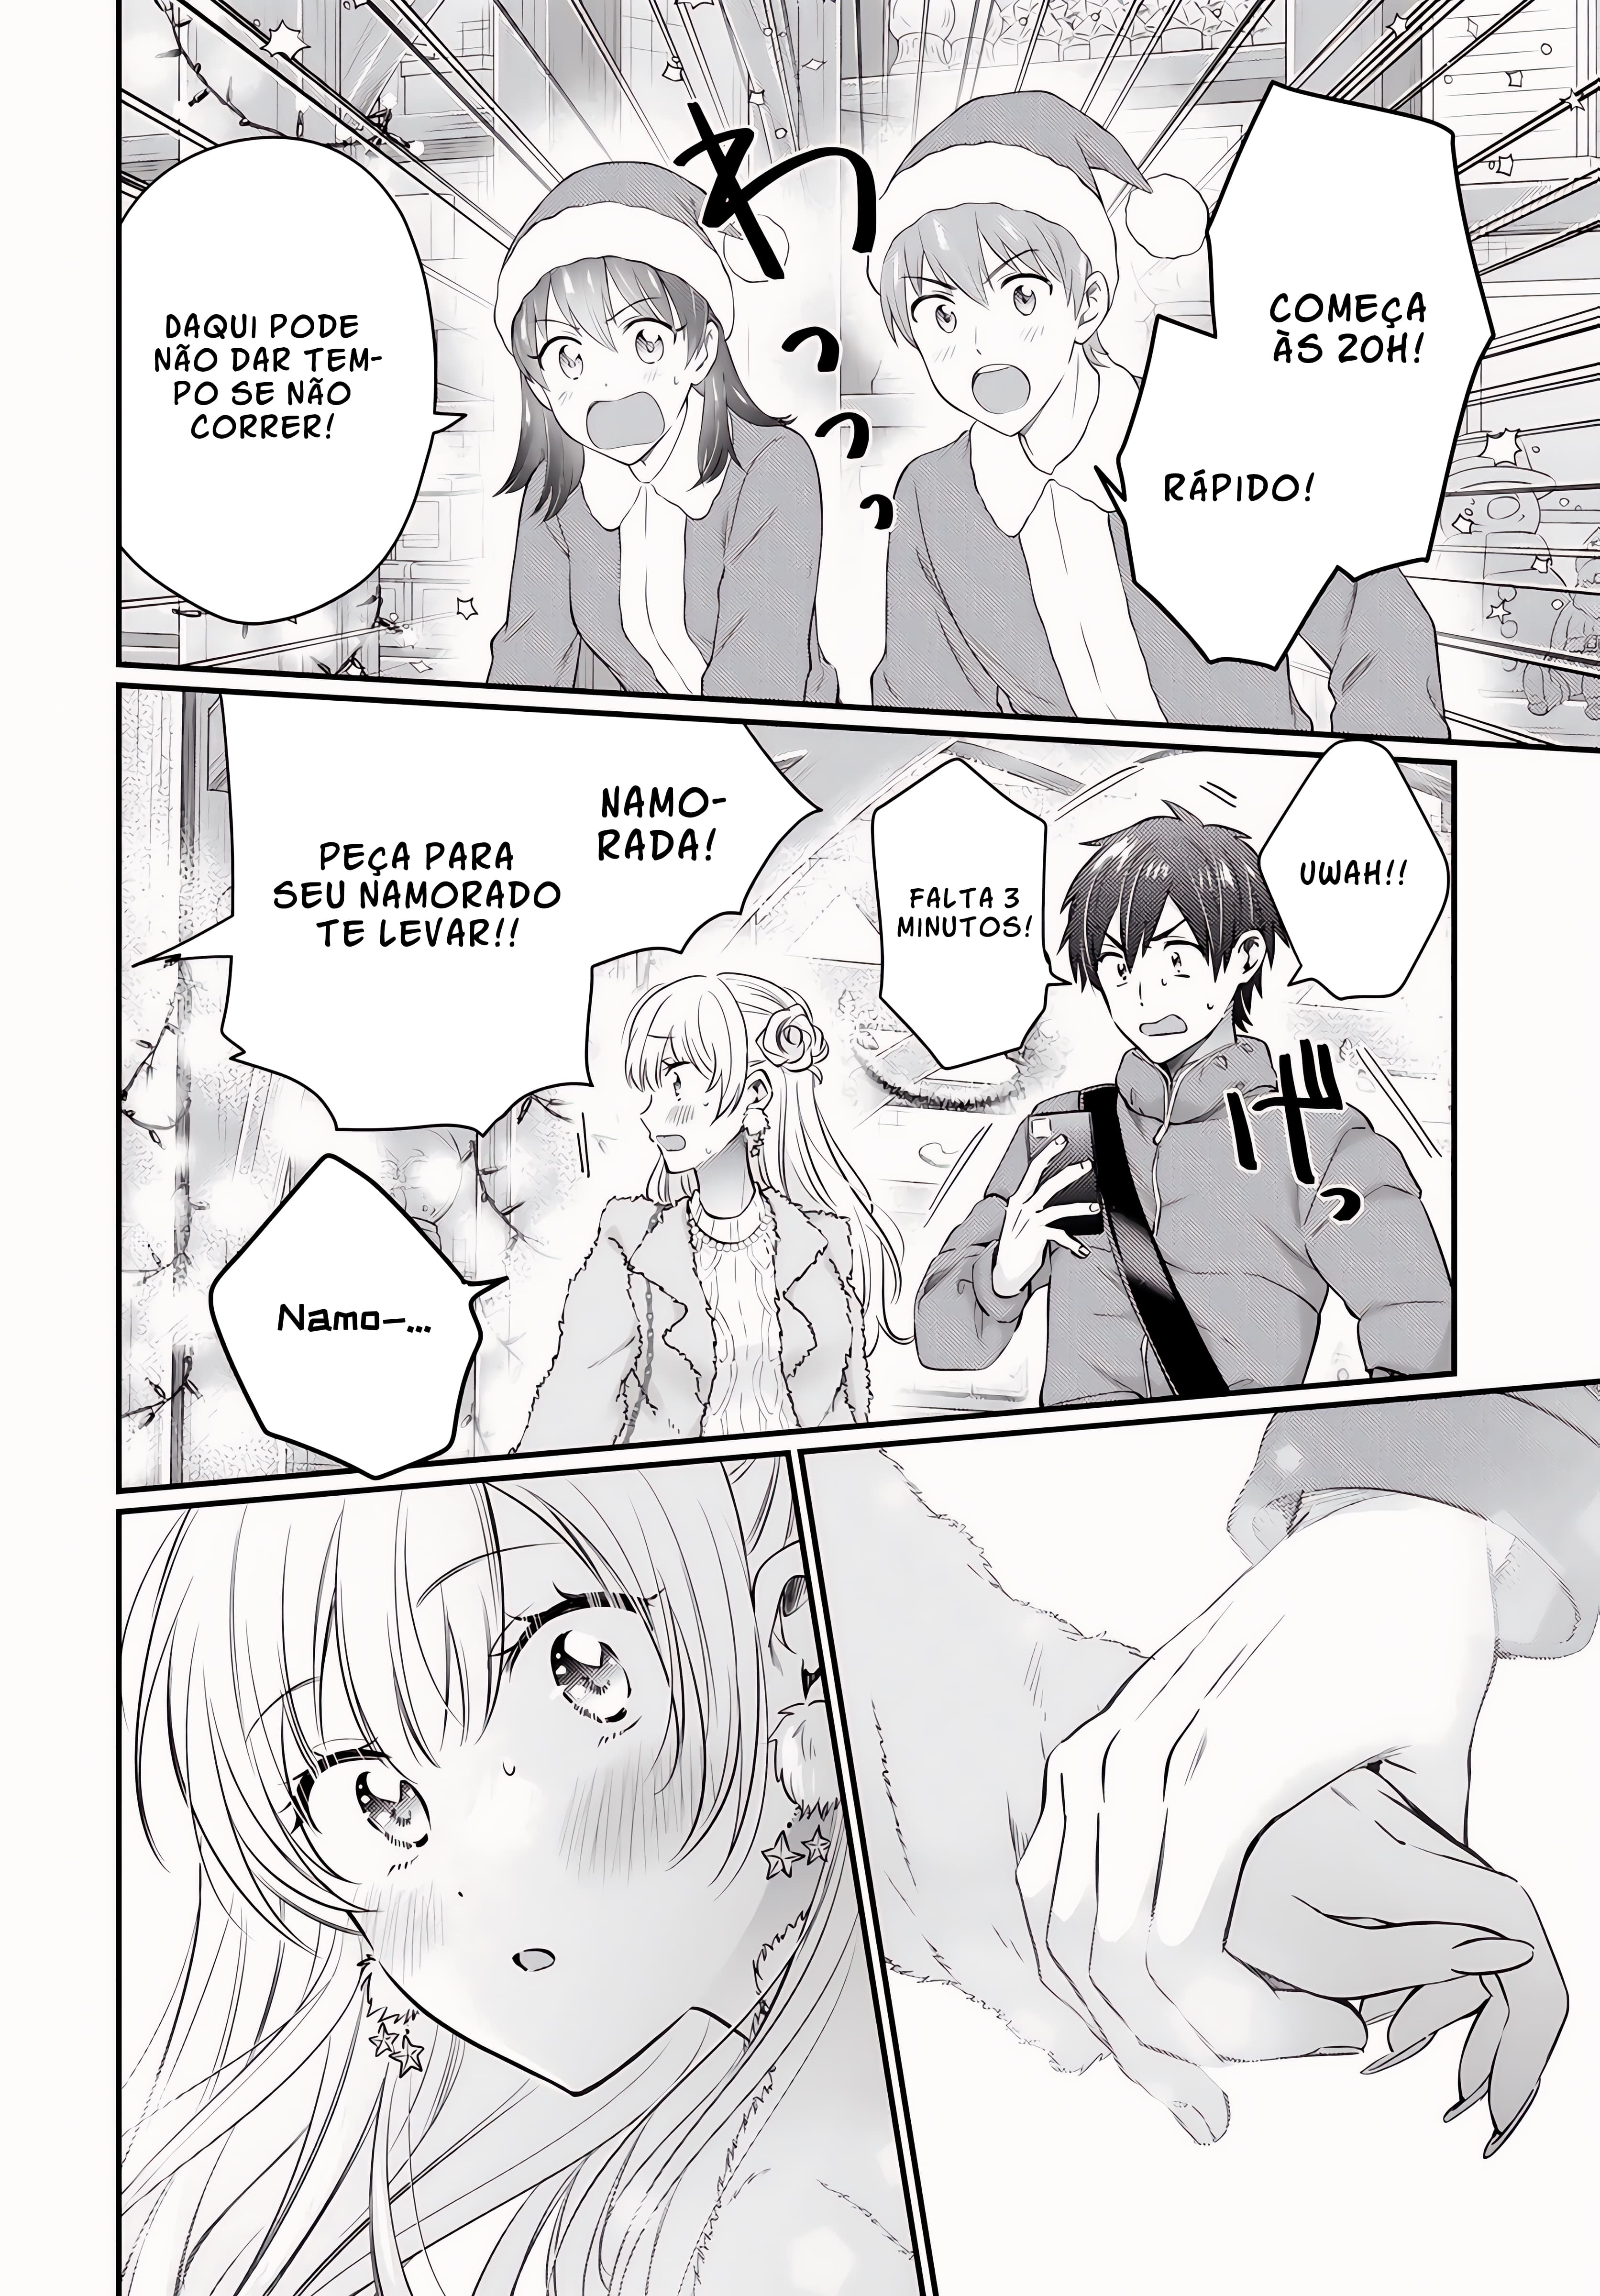 COMEÇA
ÀS 20H!
RÁPIDO!
わっっっ
DAQUI PODE
NÃO DAR TEM-
PO SE NÃO
CORRER!
UWAH!!
FALTA 3
MINUTOS!
げっ
NAMO-
RADA!
PEÇA PARA
SEU NAMORADO
TE LEVAR!!
Namo-...